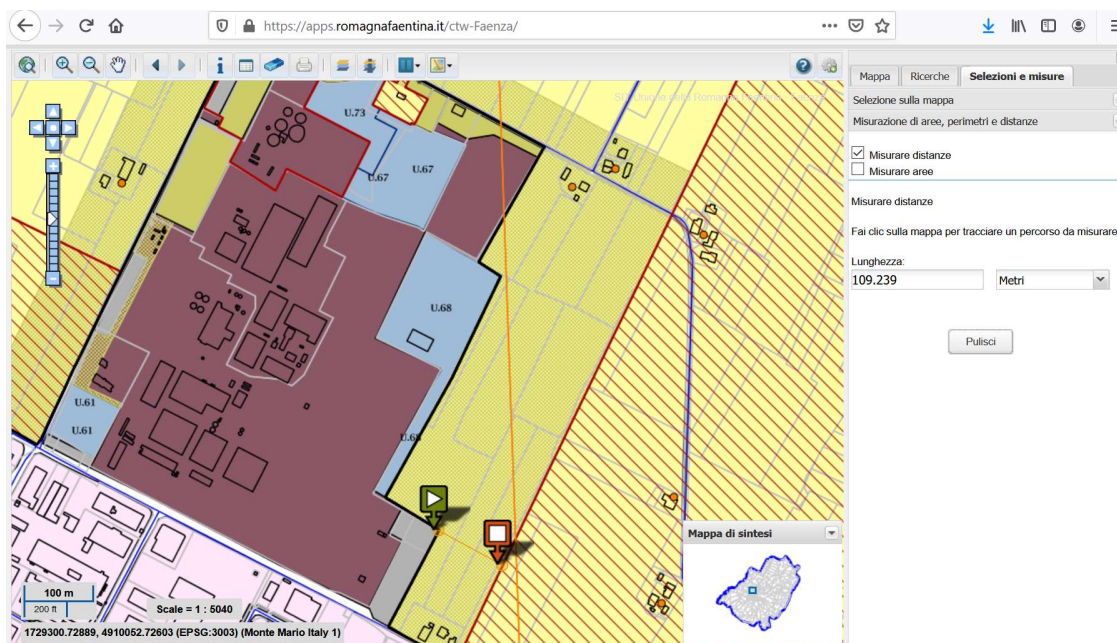 https://apps.romagnafaentina.it/ctw-Faenza/
Mappa
Ricerche
Selezioni e misure
Selezione sulla mappa
Misurazione di aree, perimetri e distanze
Misurare distanze
Misurare aree
Misurare distanze
Fai clic sulla mappa per tracciare un percorso da misurare
Lunghezza:
109.239
Metri
Pulisci
U.73
U.67
U.67
U.68
U.61
U.61
Mappa di sintesi
100 m
200 ft
Scale = 1 : 5040
1729300.72889, 4910052.72603 (EPSG:3003) (Monte Mario Italy 1)